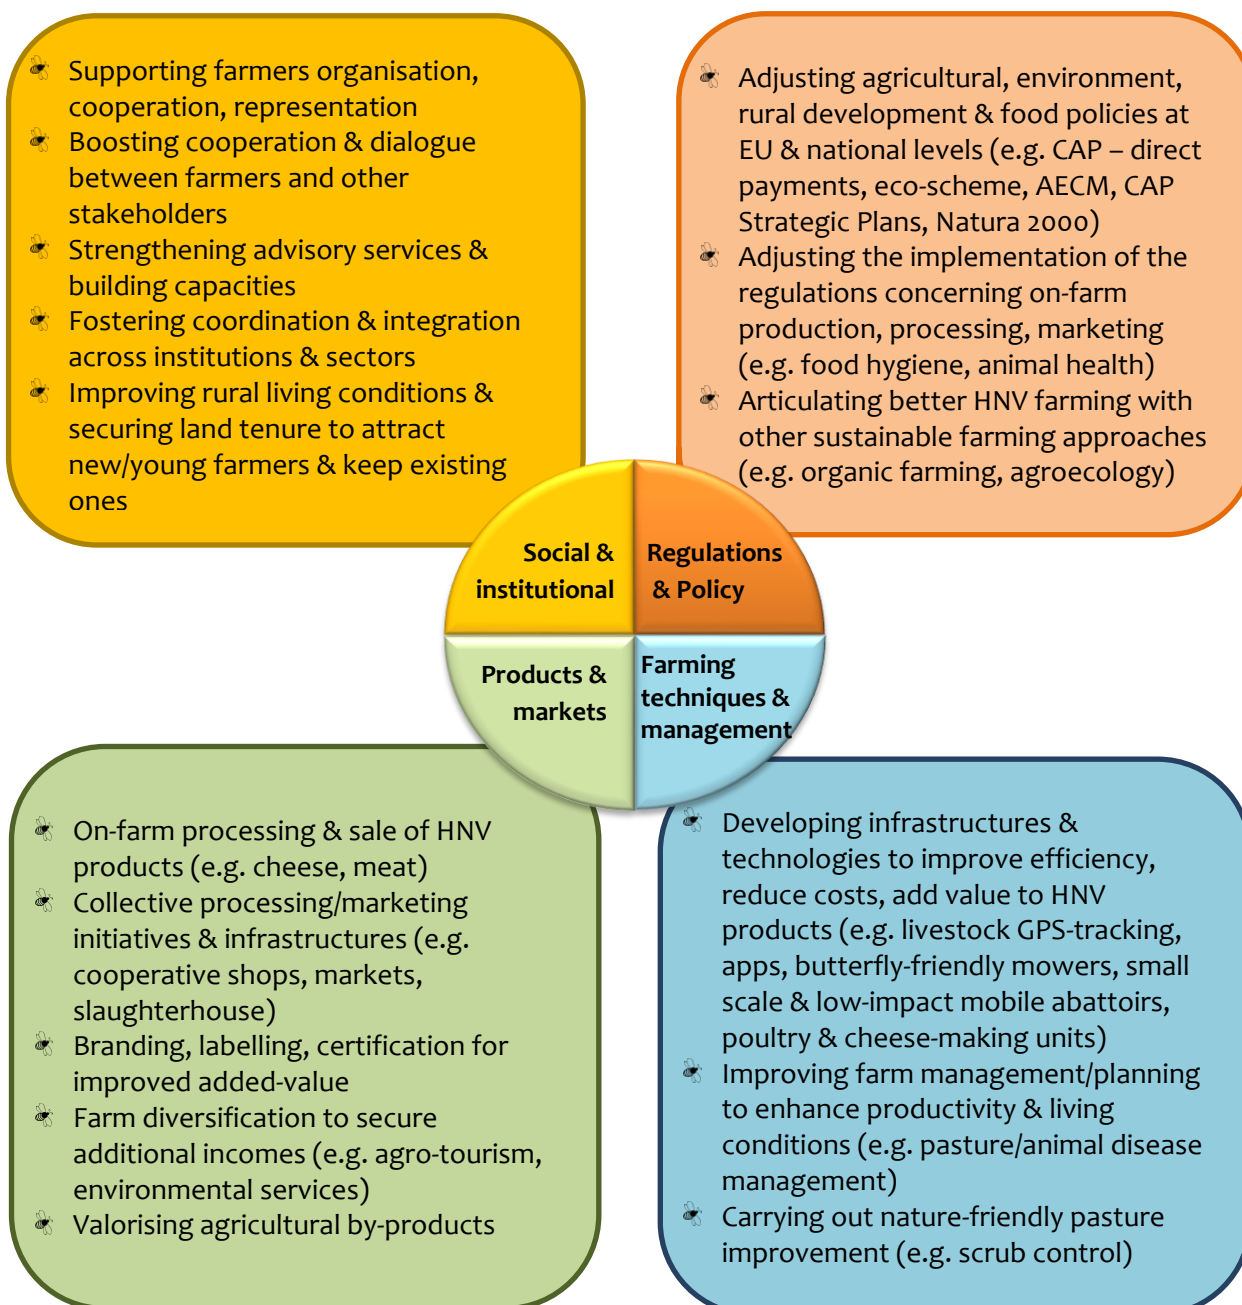 Supporting farmers organisation,
cooperation, representation
Boosting cooperation & dialogue
between farmers and other
stakeholders
Strengthening advisory services &
building capacities
Fostering coordination & integration
across institutions & sectors
Improving rural living conditions &
securing land tenure to attract
new/young farmers & keep existing
ones
Adjusting agricultural, environment,
rural development & food policies at
EU & national levels (e.g. CAP – direct
payments, eco-scheme, AECM, CAP
Strategic Plans, Natura 2000)
Adjusting the implementation of the
regulations concerning on-farm
production, processing, marketing
(e.g. food hygiene, animal health)
Articulating better HNV farming with
other sustainable farming approaches
(e.g. organic farming, agroecology)
Social &
institutional
Regulations
& Policy
Products &
markets
Farming
techniques &
management
On-farm processing & sale of HNV
products (e.g. cheese, meat)
Collective processing/marketing
initiatives & infrastructures (e.g.
cooperative shops, markets,
slaughterhouse)
Branding, labelling, certification for
improved added-value
Farm diversification to secure
additional incomes (e.g. agro-tourism,
environmental services)
Valorising agricultural by-products
Developing infrastructures &
technologies to improve efficiency,
reduce costs, add value to HNV
products (e.g. livestock GPS-tracking,
apps, butterfly-friendly mowers, small
scale & low-impact mobile abattoirs,
poultry & cheese-making units)
Improving farm management/planning
to enhance productivity & living
conditions (e.g. pasture/animal disease
management)
Carrying out nature-friendly pasture
improvement (e.g. scrub control)